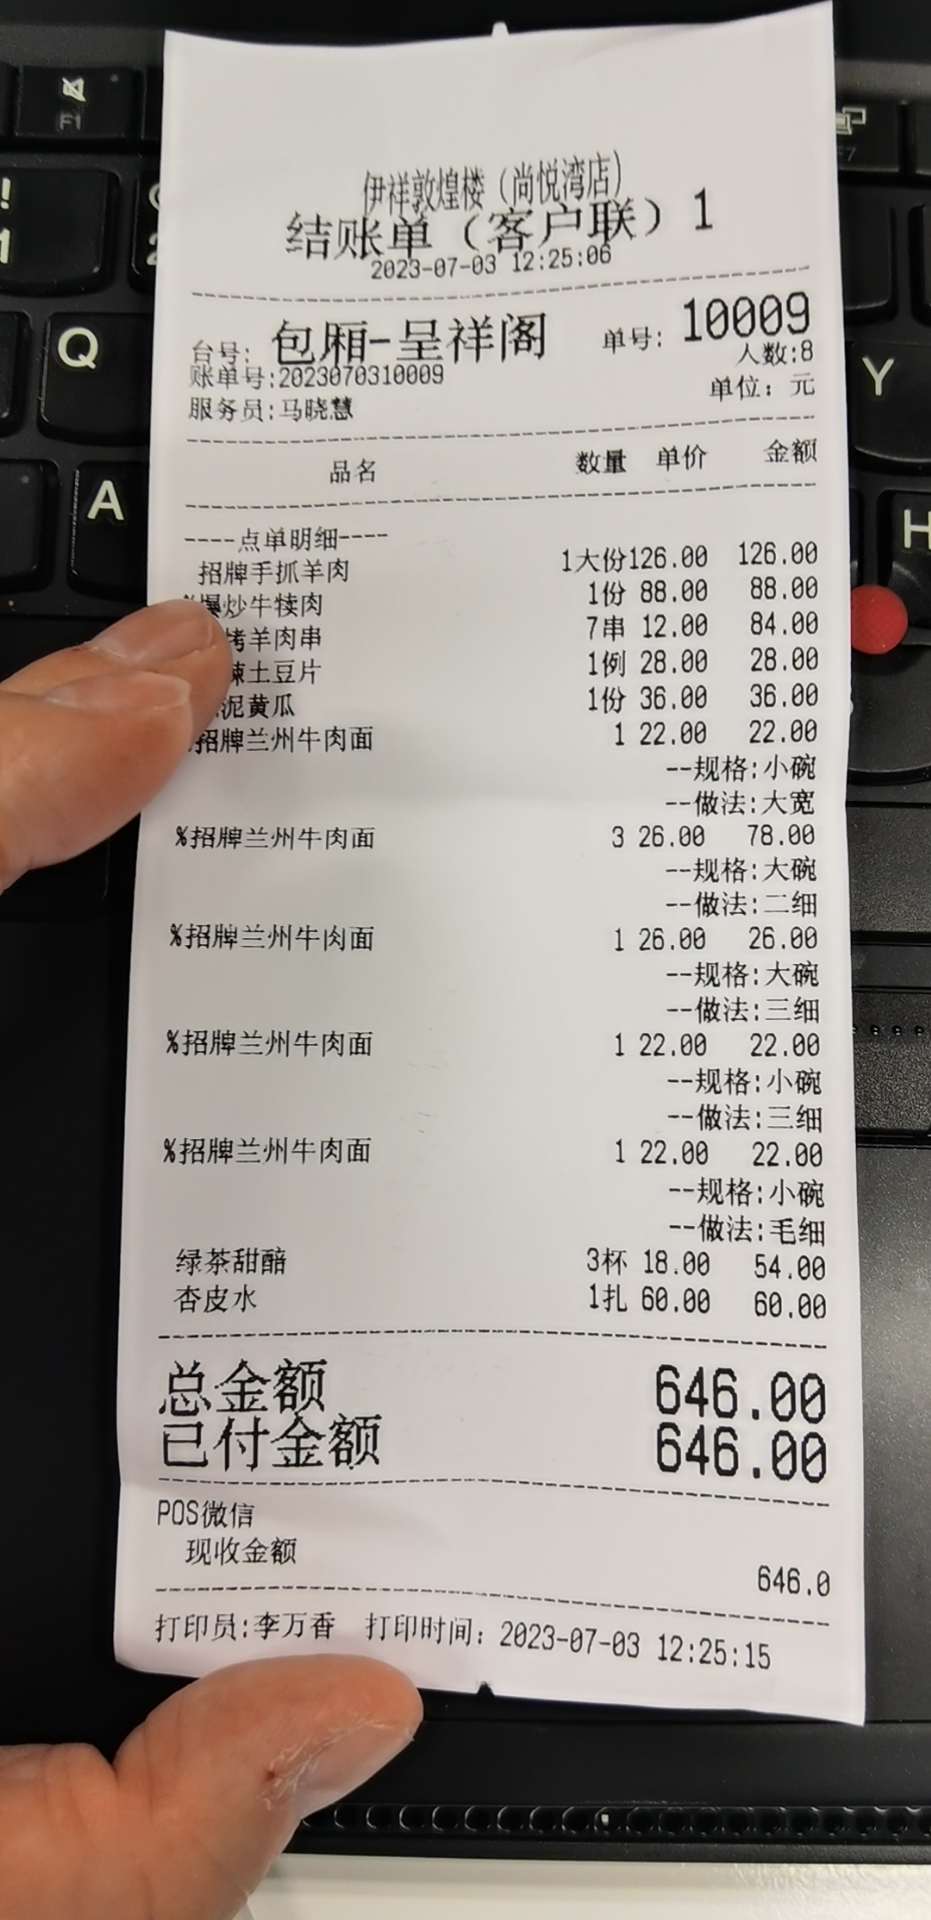 伊祥敦煌楼（尚悦湾店）
结账单（客户联）1
2023-07-03 12:25:06
台号: 包厢-呈祥阁 单号: 10009
账单号:2023070310009 人数:8
服务员:马晓慧 单位: 元
品名 数量 单价 金额
----点单明细----
招牌手抓羊肉 1大份126.00 126.00
爆炒牛犊肉 1份 88.00 88.00
烤羊肉串 7串 12.00 84.00
辣土豆片 1例 28.00 28.00
泥黄瓜 1份 36.00 36.00
招牌兰州牛肉面 1 22.00 22.00
--规格:小碗
--做法:大宽
%招牌兰州牛肉面 3 26.00 78.00
--规格:大碗
--做法:二细
%招牌兰州牛肉面 1 26.00 26.00
--规格:大碗
--做法:三细
%招牌兰州牛肉面 1 22.00 22.00
--规格:小碗
--做法:三细
%招牌兰州牛肉面 1 22.00 22.00
--规格:小碗
--做法:毛细
绿茶甜醅 3杯 18.00 54.00
杏皮水 1扎 60.00 60.00
总金额 646.00
已付金额 646.00
POS微信
现收金额 646.0
打印员:李万香 打印时间: 2023-07-03 12:25:15
F1
!
1
2
Q
A
Y
H